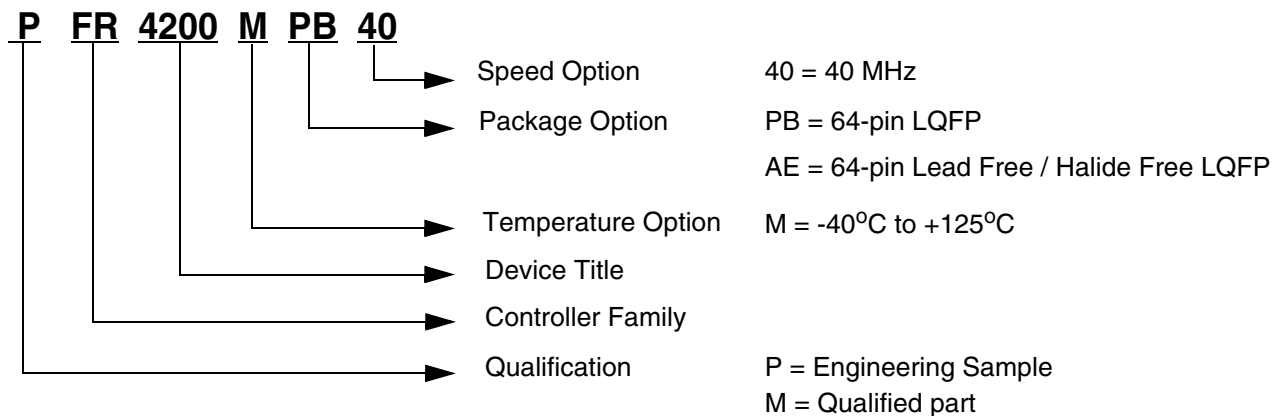 P FR 4200 M PB 40
Speed Option 40 = 40 MHz
Package Option PB = 64-pin LQFP
AE = 64-pin Lead Free / Halide Free LQFP
Temperature Option M = -40°C to +125°C
Device Title
Controller Family
Qualification P = Engineering Sample
M = Qualified part